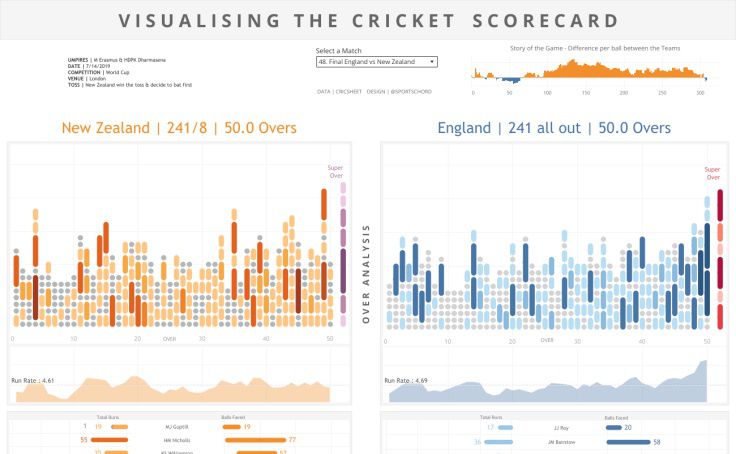 VISUALISING THE CRICKET SCORECARD
UMPIRES | M Erasmus & HDPK Dharmasena
DATE | 7/14/2019
COMPETITION | World Cup
VENUE | London
TOSS | New Zealand win the toss & decide to bat first
Select a Match
48. Final England vs New Zealand
DATA | CRICSHEET DESIGN | @SPORTSCHORD
Story of the Game - Difference per ball between the Teams
0 50 100 150 200 250 300
New Zealand | 241/8 | 50.0 Overs
England | 241 all out | 50.0 Overs
Super
Over
Super
Over
OVER ANALYSIS
0 10 20 30 40 50
OVER
0 10 20 30 40 50
OVER
Run Rate : 4.61
Run Rate : 4.69
Total Runs Balls Faced
1 19 MJ Guptill 19
55 HM Nicholls 77
Total Runs Balls Faced
17 JJ Roy 20
36 JM Bairstow 58